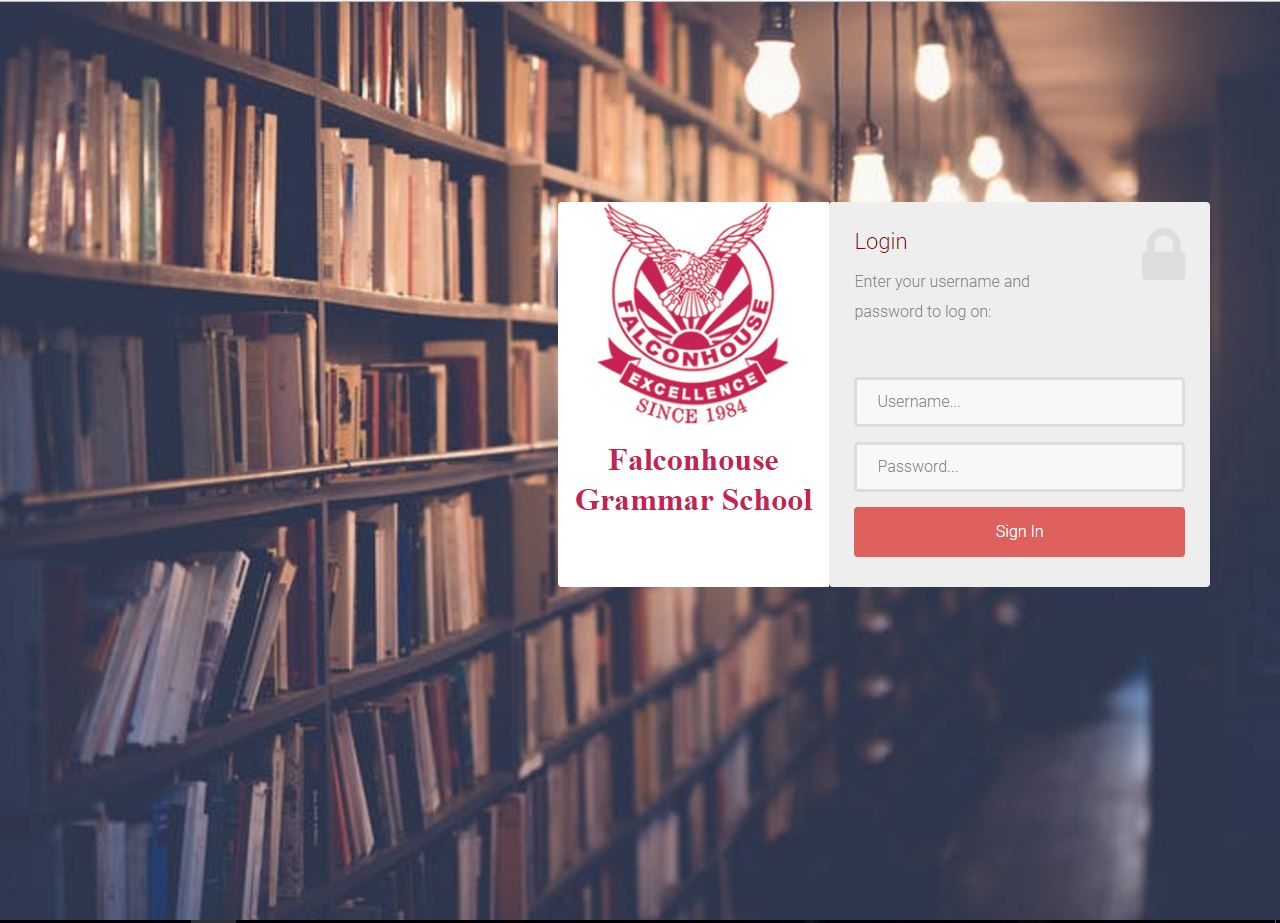 FALCONHOUSE
EXCELLENCE
SINCE 1984
Falconhouse
Grammar School
Login
Enter your username and
password to log on:
Username...
Password...
Sign In